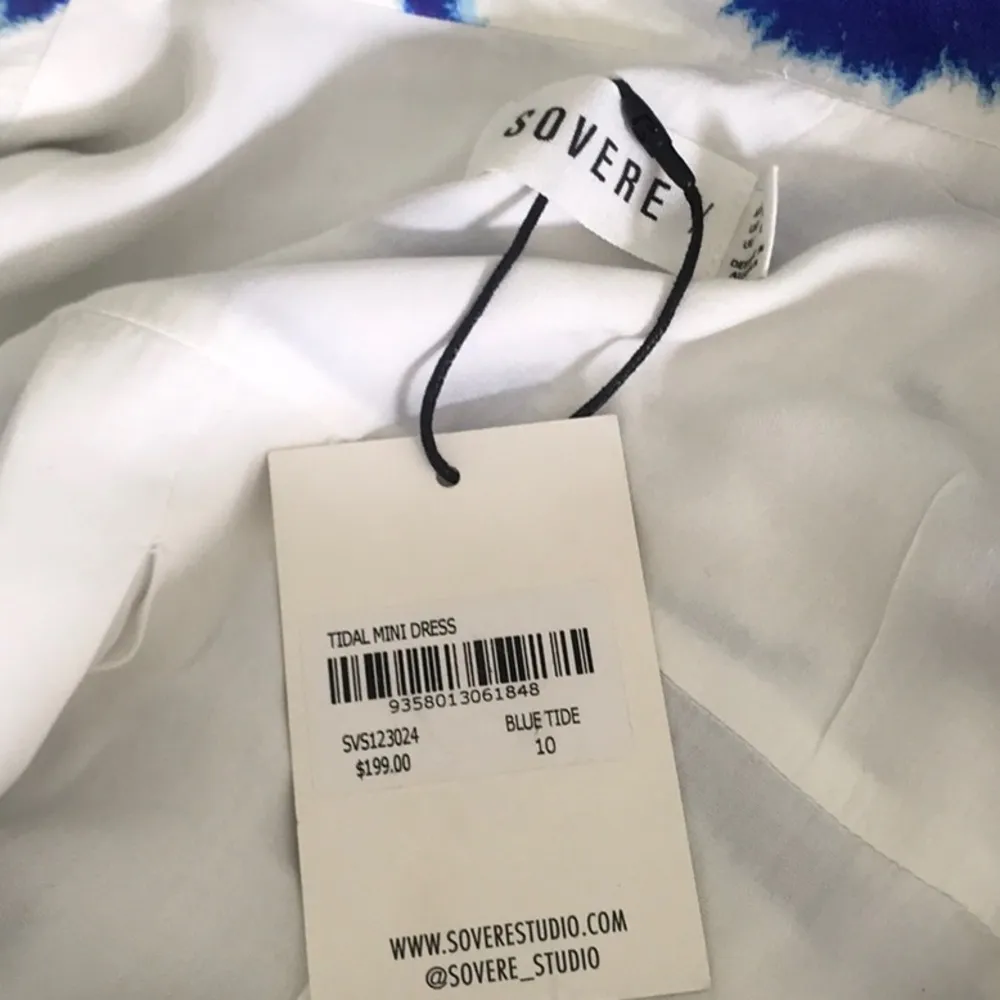 SOVERE
TIDAL MINI DRESS
9358013061848
SVS123024
BLUE TIDE
$199.00
10
WWW.SOVERESTUDIO.COM
@SOVERE_STUDIO